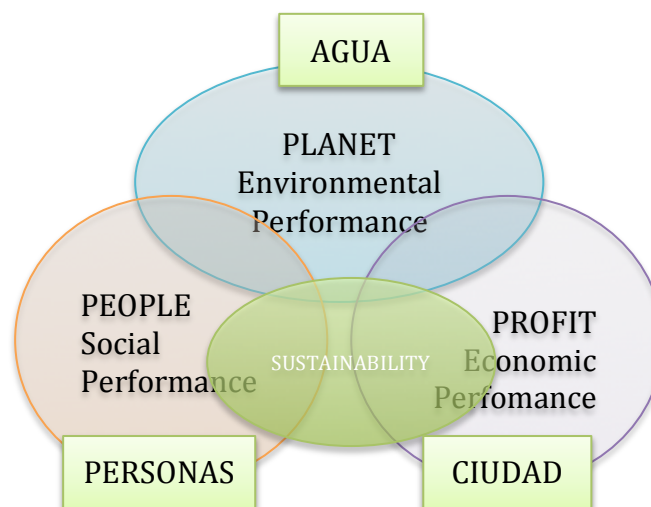 AGUA
PLANET
Environmental
Performance
PEOPLE
Social
Performance
SUSTAINABILITY
PROFIT
Economic
Perfomance
PERSONAS
CIUDAD